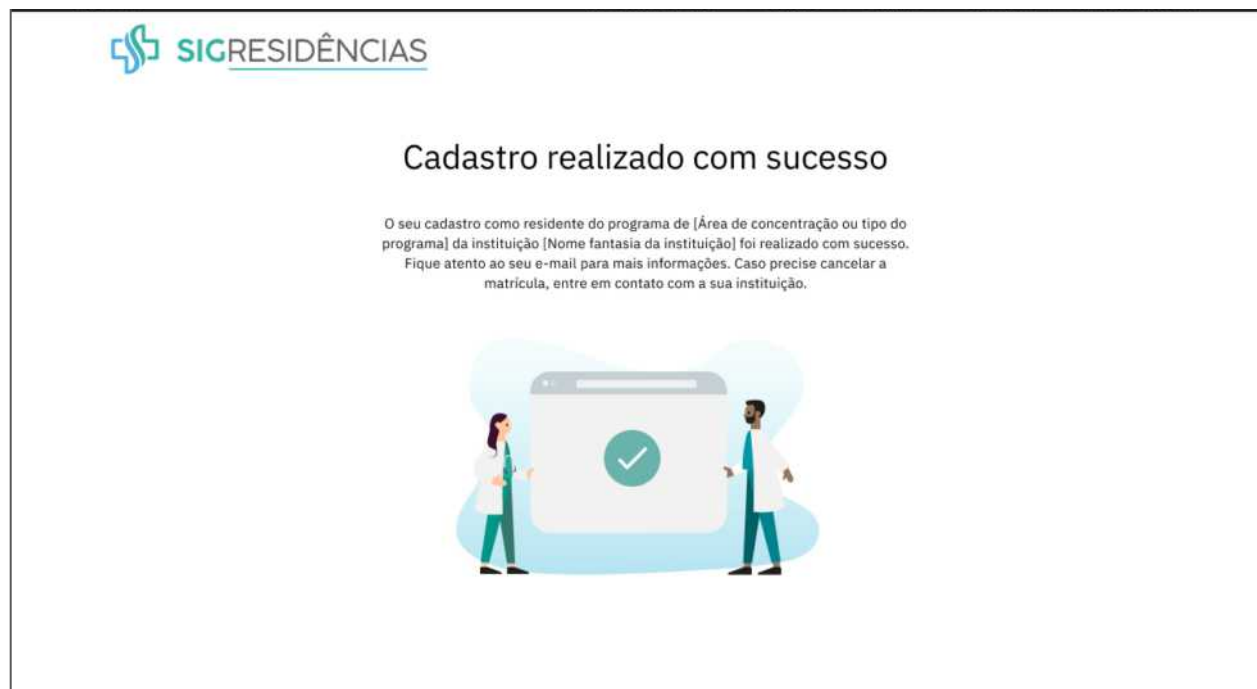 SIGRESIDÊNCIAS
Cadastro realizado com sucesso
O seu cadastro como residente do programa de [Área de concentração ou tipo do
programa] da instituição [Nome fantasia da instituição] foi realizado com sucesso.
Fique atento ao seu e-mail para mais informações. Caso precise cancelar a
matrícula, entre em contato com a sua instituição.